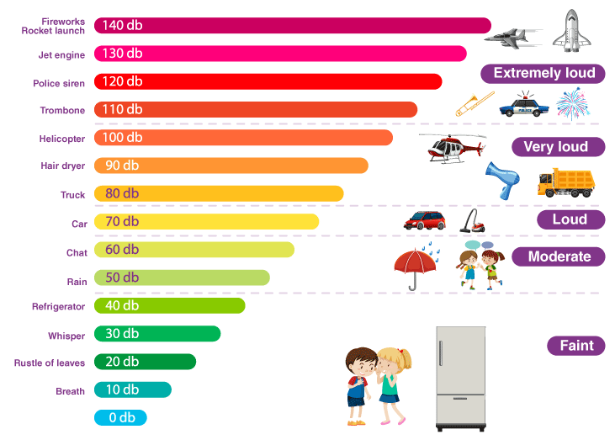 Fireworks
Rocket launch
140 db
Jet engine
130 db
Extremely loud
Police siren
120 db
Trombone
110 db
POLICE
Helicopter
100 db
Very loud
Hair dryer
90 db
Truck
80 db
Car
70 db
Loud
Chat
60 db
Moderate
Rain
50 db
Refrigerator
40 db
Whisper
30 db
Faint
Rustle of leaves
20 db
Breath
10 db
0 db